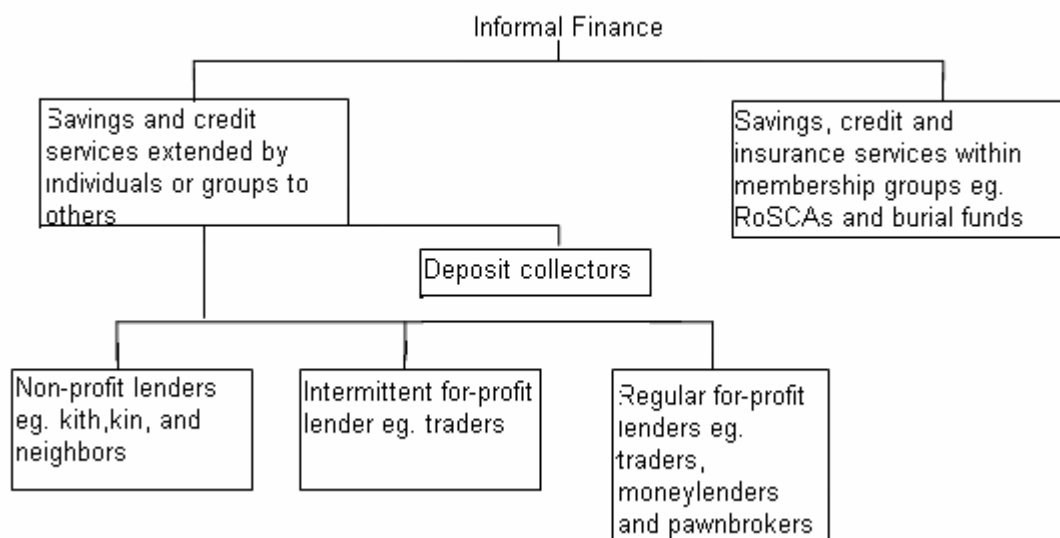 Informal Finance
Savings and credit
services extended by
individuals or groups to
others
Savings, credit and
insurance services within
membership groups eg.
RoSCAs and burial funds
Deposit collectors
Non-profit lenders
eg. kith,kin, and
neighbors
Intermittent for-profit
lender eg. traders
Regular for-profit
lenders eg.
traders,
moneylenders
and pawnbrokers